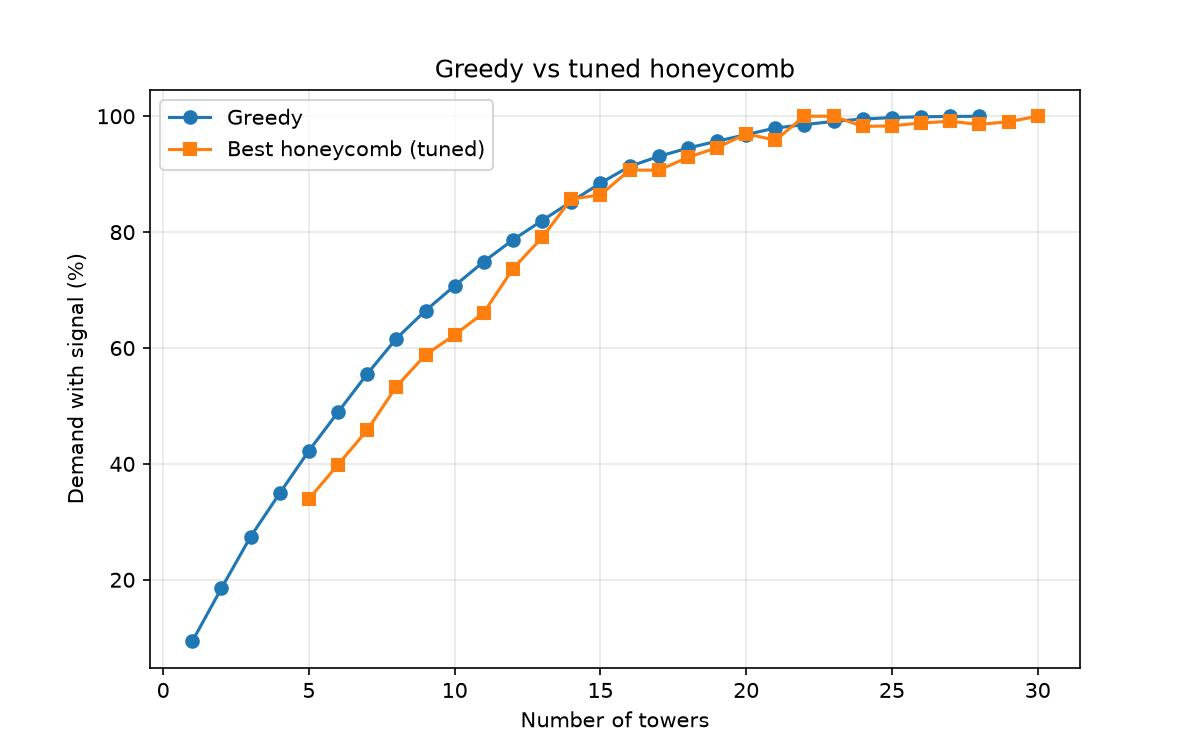 Greedy vs tuned honeycomb
Greedy
Best honeycomb (tuned)
100
80
60
40
20
Demand with signal (%)
0 5 10 15 20 25 30
Number of towers